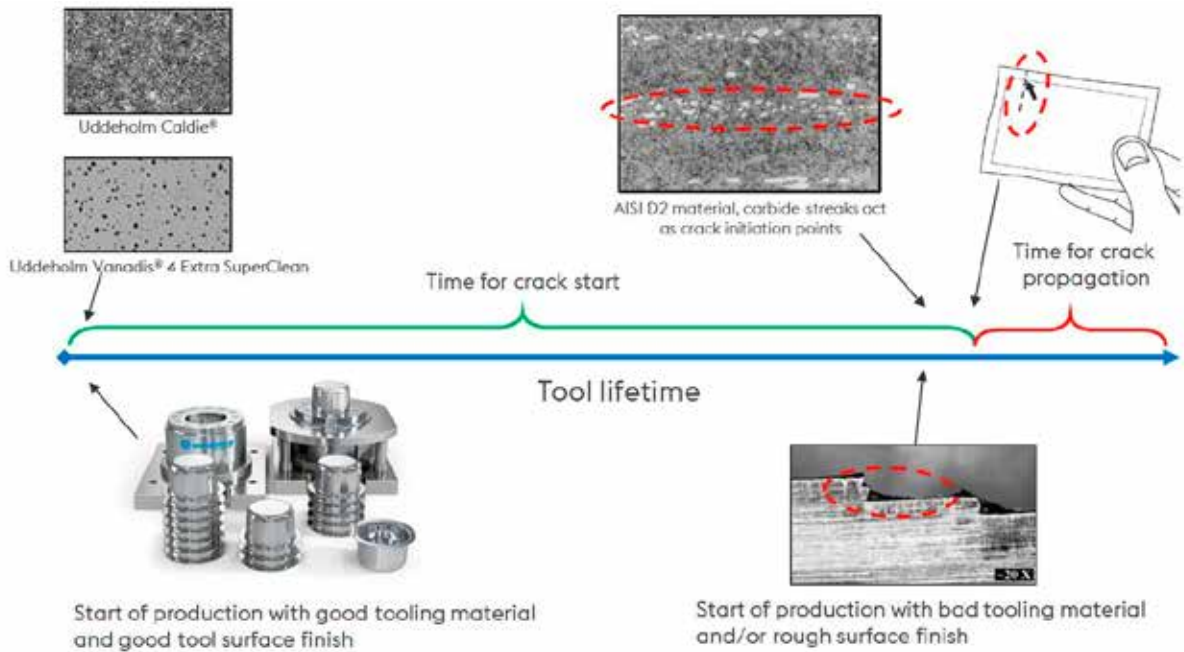 Uddeholm Caldie®
Uddeholm Vanadis® 4 Extra SuperClean
AISI D2 material, carbide streaks act
as crack initiation points
Time for crack start
Time for crack
propagation
Tool lifetime
~20 X
Start of production with good tooling material
and good tool surface finish
Start of production with bad tooling material
and/or rough surface finish